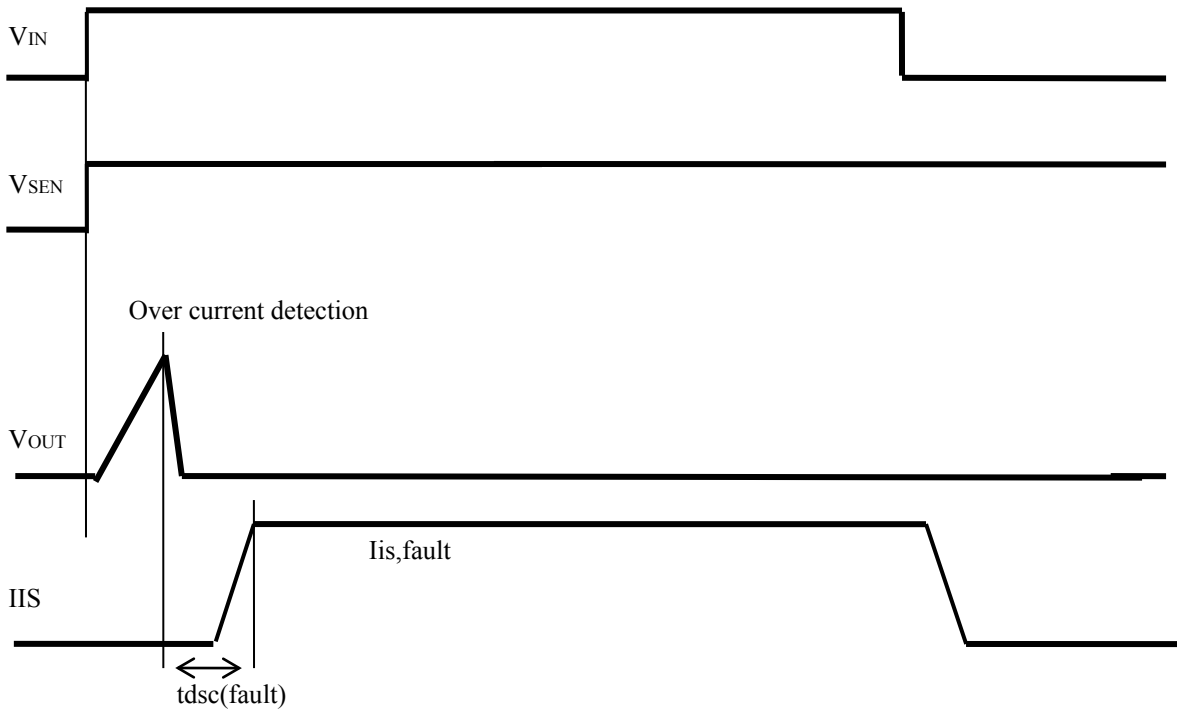 VIN
VSEN
Over current detection
VOUT
Iis,fault
IIS
tdsc(fault)